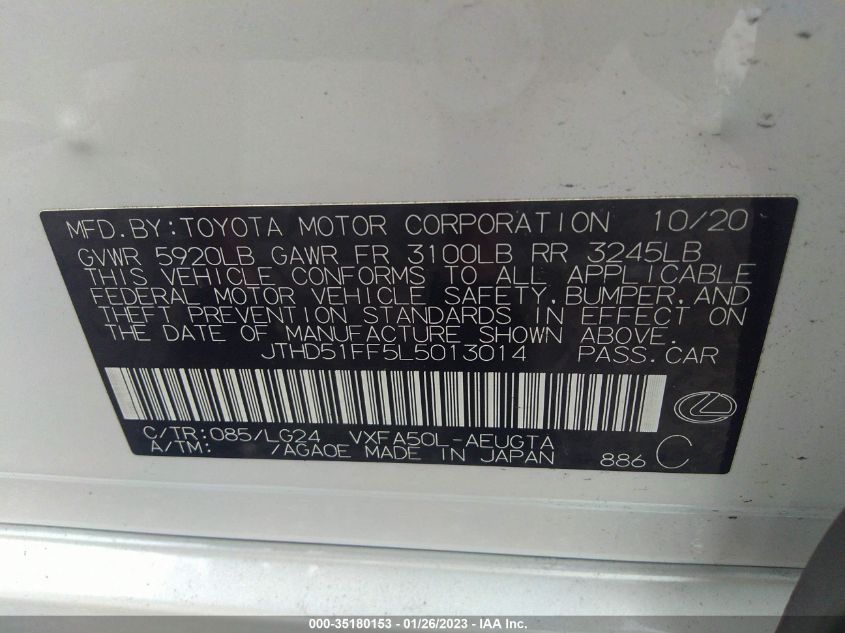 MFD. BY: TOYOTA MOTOR CORPORATION 10/20
GVWR 5920LB GAWR FR 3100LB RR 3245LB
THIS VEHICLE CONFORMS TO ALL APPLICABLE
FEDERAL MOTOR VEHICLE SAFETY, BUMPER, AND
THEFT PREVENTION STANDARDS IN EFFECT ON
THE DATE OF MANUFACTURE SHOWN ABOVE.
JTHD51FF5L5013014 PASS. CAR
C/TR: 085/LG24 VXFA50L-AEUGTA
A/TM: /AGA0E MADE IN JAPAN 886 C
000-35180153 - 01/26/2023 - IAA Inc.